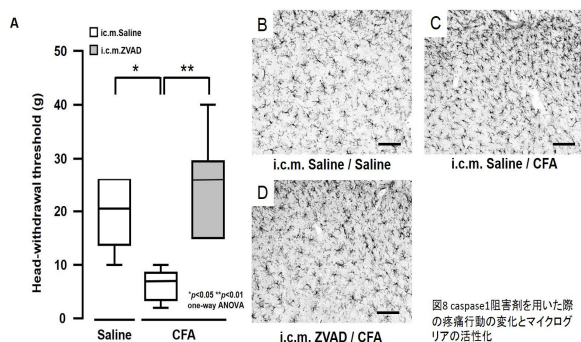 A
i.c.m.Saline
i.c.m.ZVAD
Head-withdrawal threshold (g)
50
40
30
20
10
0
*
**
*p<0.05 **p<0.01
one-way ANOVA
Saline
CFA
B
i.c.m. Saline / Saline
C
i.c.m. Saline / CFA
D
i.c.m. ZVAD / CFA
図8 caspase1阻害剤を用いた際
の疼痛行動の変化とマイクログ
リアの活性化